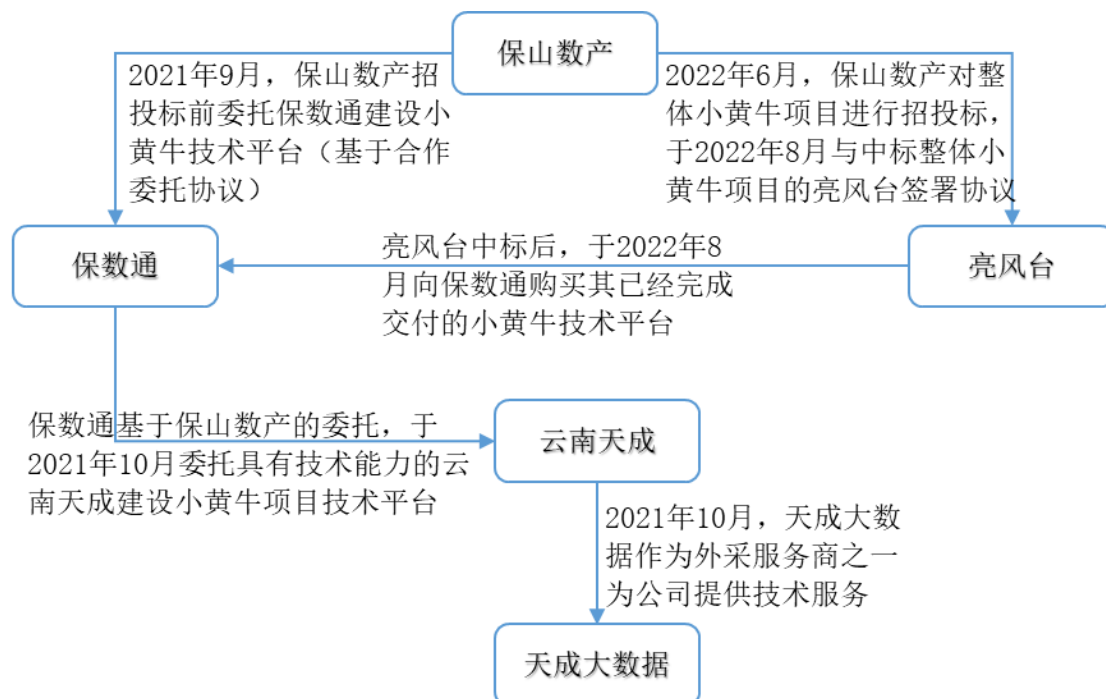 保山数产
2021年9月，保山数产招
投标前委托保数通建设小
黄牛技术平台（基于合作
委托协议）
2022年6月，保山数产对整
体小黄牛项目进行招投标，
于2022年8月与中标整体小
黄牛项目的亮风台签署协议
保数通
亮风台中标后，于2022年8
月向保数通购买其已经完成
交付的小黄牛技术平台
亮风台
保数通基于保山数产的委托，于
2021年10月委托具有技术能力的云
南天成建设小黄牛项目技术平台
云南天成
2021年10月，天成大数
据作为外采服务商之一
为公司提供技术服务
天成大数据